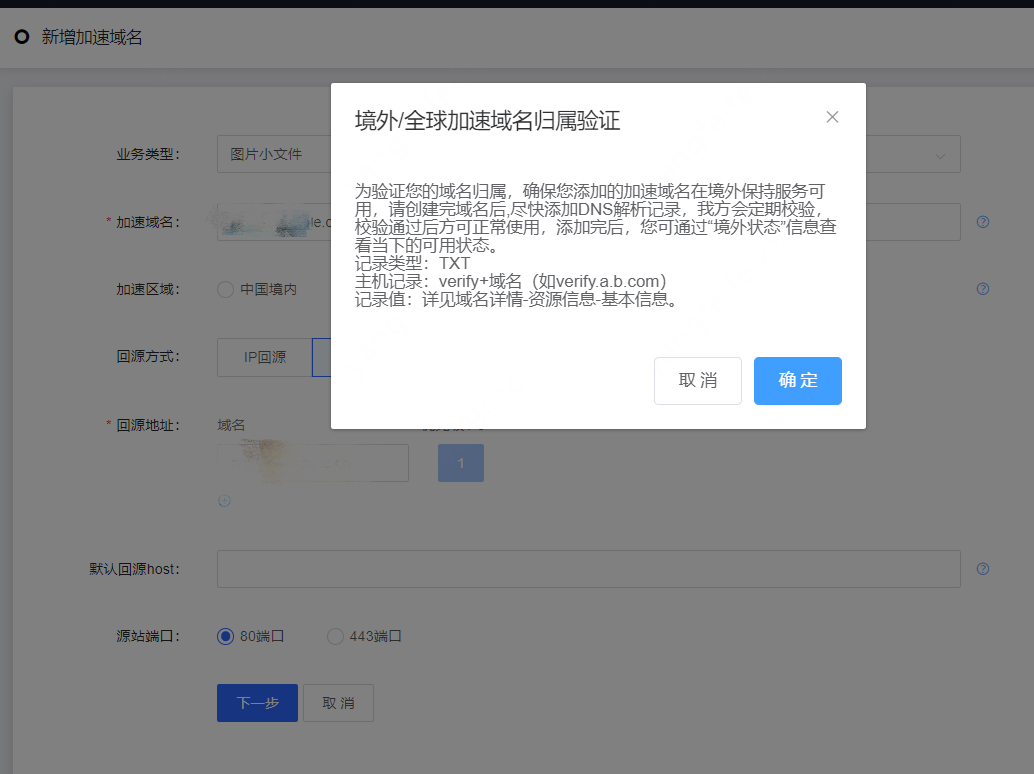 新增加速域名
境外/全球加速域名归属验证
业务类型：
图片小文件
为验证您的域名归属，确保您添加的加速域名在境外保持服务可
用，请创建完域名后,尽快添加DNS解析记录，我方会定期校验，
校验通过后方可正常使用，添加完后，您可通过“境外状态”信息查
看当下的可用状态。
记录类型：TXT
主机记录：verify+域名（如verify.a.b.com）
记录值：详见域名详情-资源信息-基本信息。
* 加速域名：
加速区域：
中国境内
回源方式：
IP回源
取 消
确 定
* 回源地址：
域名
1
默认回源host：
源站端口：
80端口
443端口
下一步
取 消